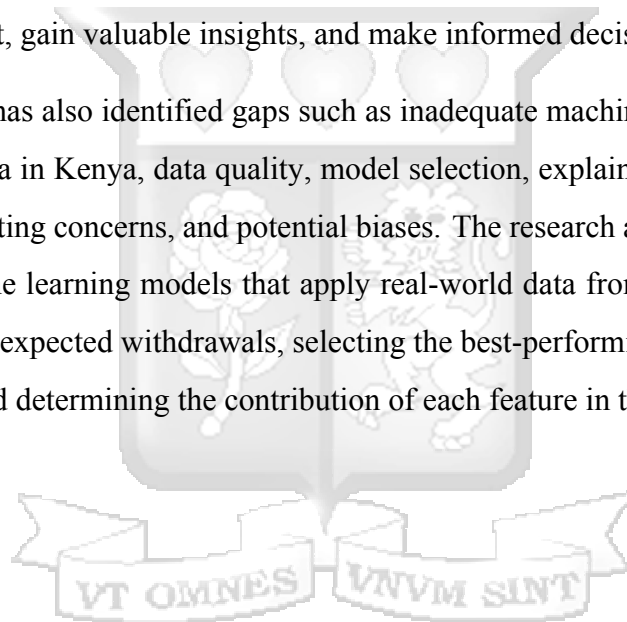 t, gain valuable insights, and make informed decis
has also identified gaps such as inadequate machin
a in Kenya, data quality, model selection, explain
ting concerns, and potential biases. The research a
e learning models that apply real-world data from
expected withdrawals, selecting the best-performi
d determining the contribution of each feature in t
VT OMNES VNVM SINT